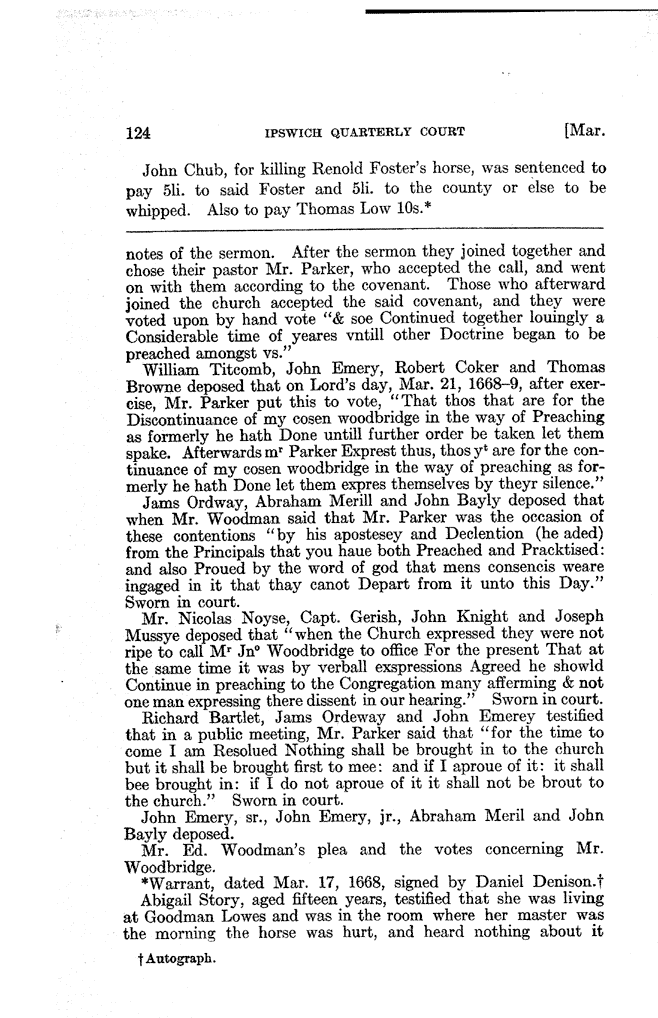 124 IPSWICH QUARTERLY COURT [Mar.
John Chub, for killing Renold Foster's horse, was sentenced to
pay 5li. to said Foster and 5li. to the county or else to be
whipped. Also to pay Thomas Low 10s.*
notes of the sermon. After the sermon they joined together and
chose their pastor Mr. Parker, who accepted the call, and went
on with them according to the covenant. Those who afterward
joined the church accepted the said covenant, and they were
voted upon by hand vote "& soe Continued together louingly a
Considerable time of yeares vntill other Doctrine began to be
preached amongst vs."
William Titcomb, John Emery, Robert Coker and Thomas
Browne deposed that on Lord's day, Mar. 21, 1668-9, after exer-
cise, Mr. Parker put this to vote, "That thos that are for the
Discontinuance of my cosen woodbridge in the way of Preaching
as formerly he hath Done untill further order be taken let them
spake. Afterwards mʳ Parker Exprest thus, thos yᵗ are for the con-
tinuance of my cosen woodbridge in the way of preaching as for-
merly he hath Done let them expres themselves by theyr silence."
Jams Ordway, Abraham Merill and John Bayly deposed that
when Mr. Woodman said that Mr. Parker was the occasion of
these contentions "by his apostesey and Declention (he aded)
from the Principals that you haue both Preached and Pracktised:
and also Proued by the word of god that mens consencis weare
ingaged in it that thay canot Depart from it unto this Day."
Sworn in court.
Mr. Nicolas Noyse, Capt. Gerish, John Knight and Joseph
Mussye deposed that "when the Church expressed they were not
ripe to call Mʳ Jnº Woodbridge to office For the present That at
the same time it was by verball exspressions Agreed he showld
Continue in preaching to the Congregation many afferming & not
one man expressing there dissent in our hearing." Sworn in court.
Richard Bartlet, Jams Ordeway and John Emerey testified
that in a public meeting, Mr. Parker said that "for the time to
come I am Resolued Nothing shall be brought in to the church
but it shall be brought first to mee: and if I aproue of it: it shall
bee brought in: if I do not aproue of it it shall not be brout to
the church." Sworn in court.
John Emery, sr., John Emery, jr., Abraham Meril and John
Bayly deposed.
Mr. Ed. Woodman's plea and the votes concerning Mr.
Woodbridge.
*Warrant, dated Mar. 17, 1668, signed by Daniel Denison.†
Abigail Story, aged fifteen years, testified that she was living
at Goodman Lowes and was in the room where her master was
the morning the horse was hurt, and heard nothing about it
†Autograph.